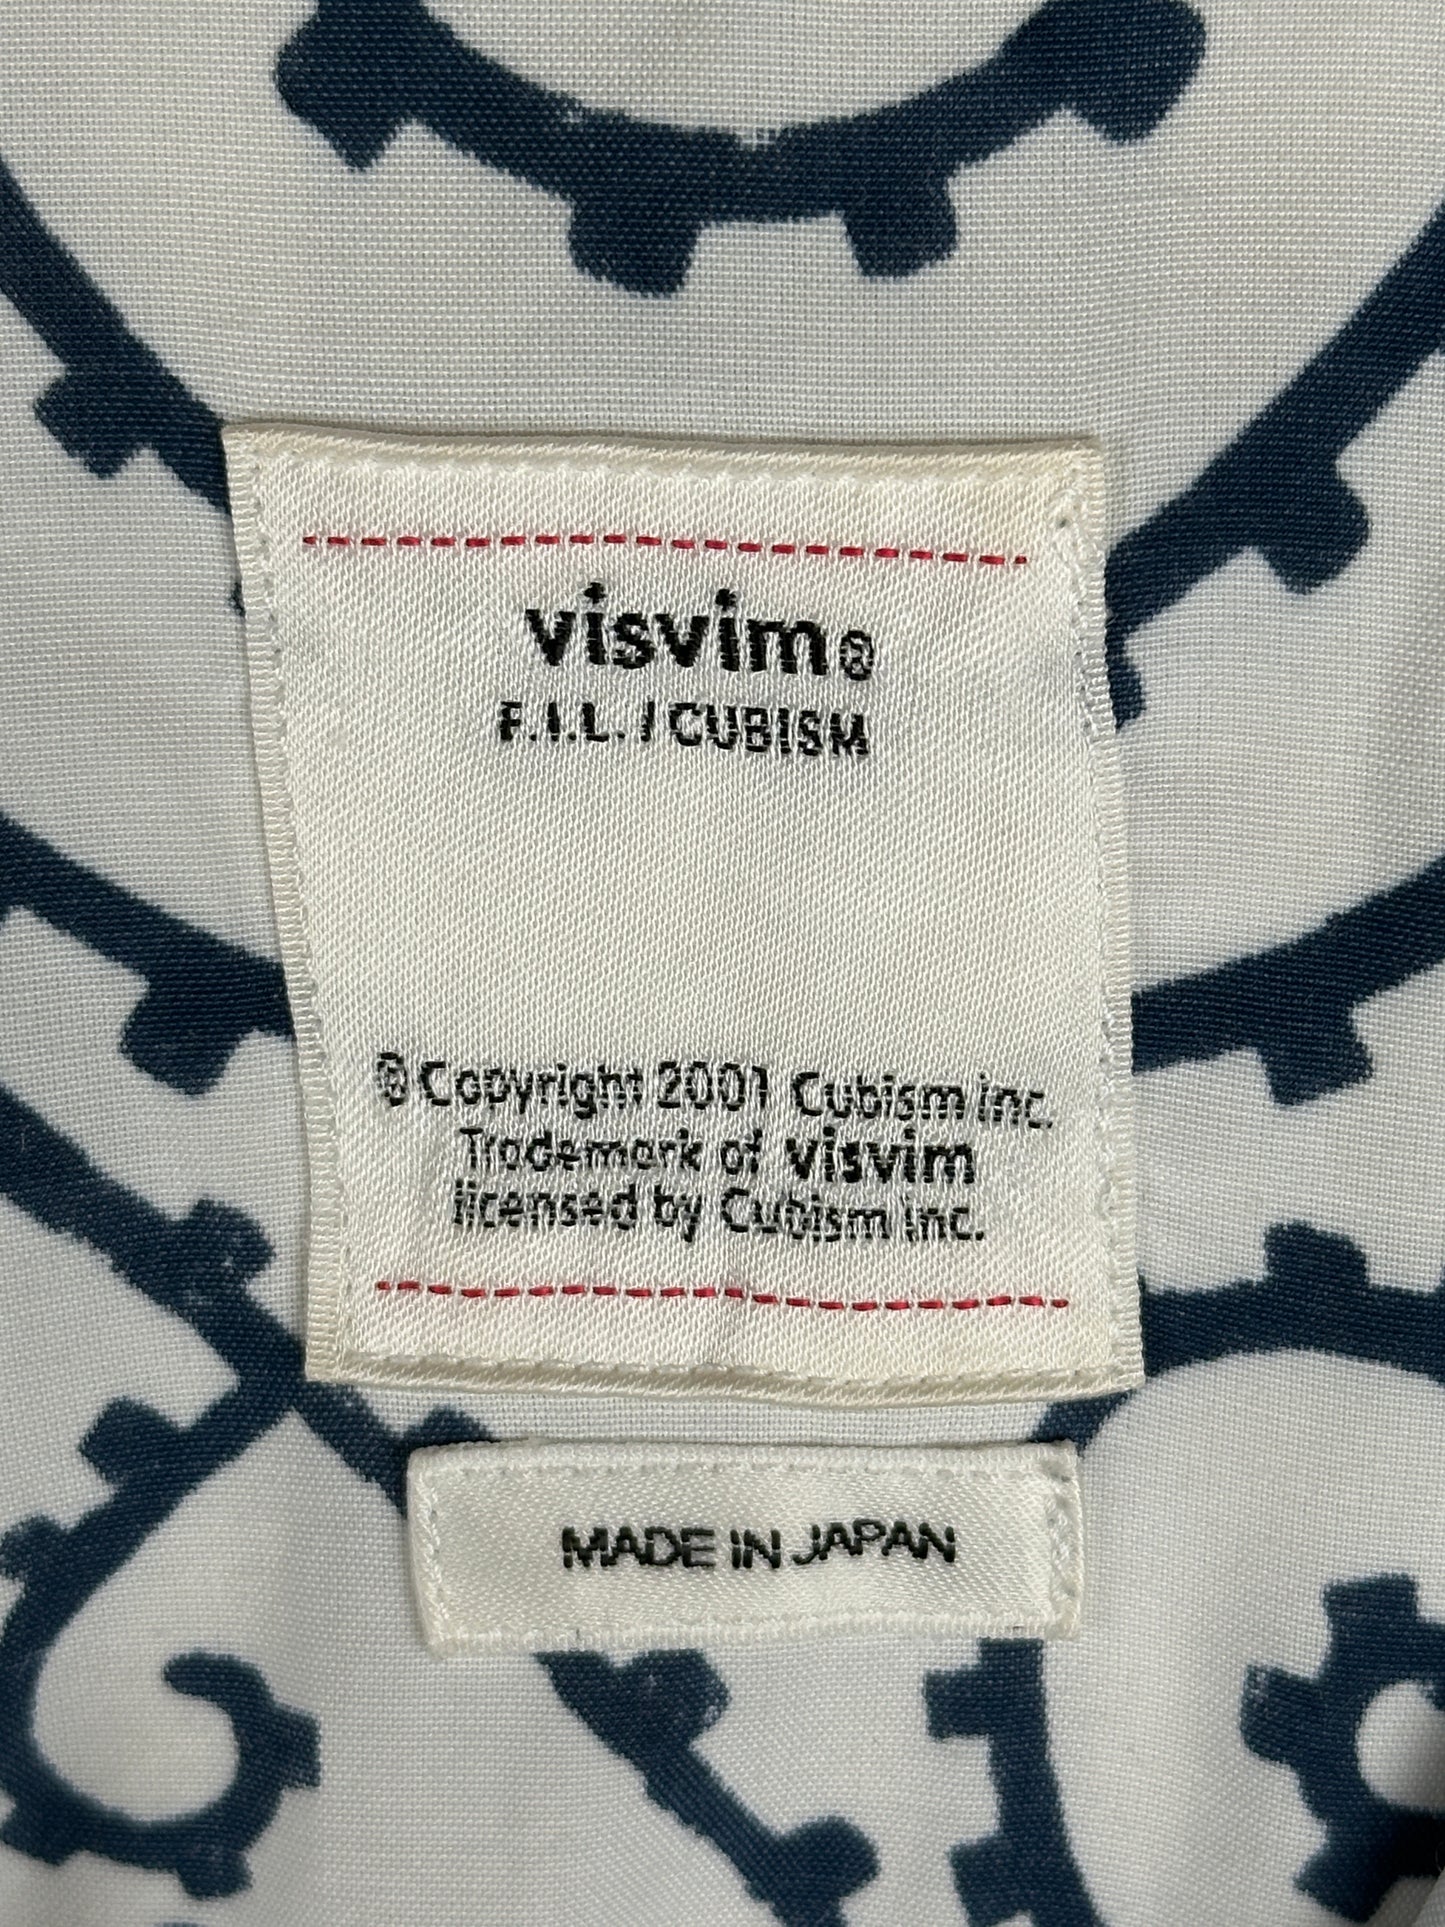 visvim®
F.I.L. / CUBISM
© Copyright 2001 Cubism Inc.
Trademark of visvim
licensed by Cubism Inc.
MADE IN JAPAN